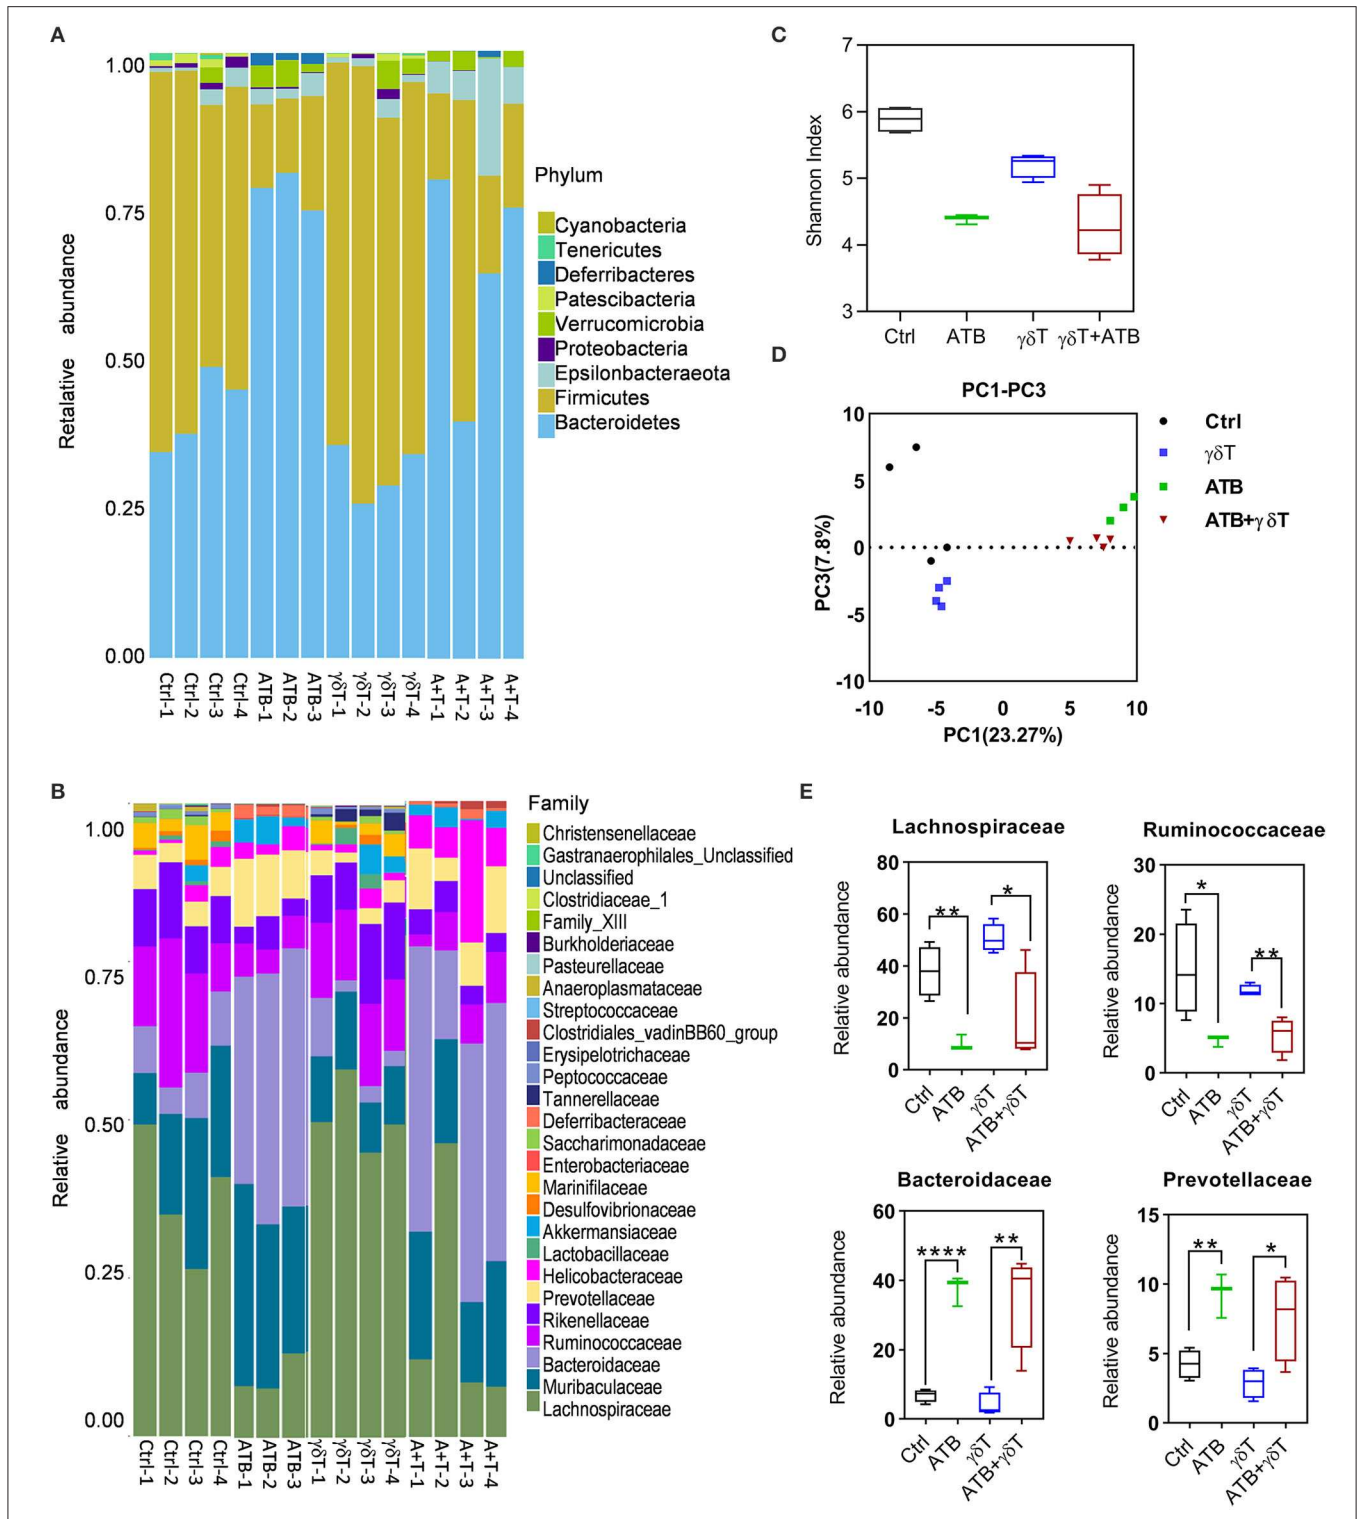 A
1.00
0.75
0.50
0.25
0.00
Retalative abundance
Ctrl-1
Ctrl-2
Ctrl-3
Ctrl-4
ATB-1
ATB-2
ATB-3
γδT-1
γδT-2
γδT-3
γδT-4
A+T-1
A+T-2
A+T-3
A+T-4
Phylum
Cyanobacteria
Tenericutes
Deferribacteres
Patescibacteria
Verrucomicrobia
Proteobacteria
Epsilonbacteraeota
Firmicutes
Bacteroidetes
C
Shannon Index
7
6
5
4
3
Ctrl
ATB
γδT
γδT+ATB
D
PC1-PC3
PC3(7.8%)
10
5
0
-5
-10
-10
-5
0
5
10
PC1(23.27%)
Ctrl
γδT
ATB
ATB+γδT
B
1.00
0.75
0.50
0.25
0.00
Relative abundance
Ctrl-1
Ctrl-2
Ctrl-3
Ctrl-4
ATB-1
ATB-2
ATB-3
γδT-1
γδT-2
γδT-3
γδT-4
A+T-1
A+T-2
A+T-3
A+T-4
Family
Christensenellaceae
Gastranaerophilales_Unclassified
Unclassified
Clostridiaceae_1
Family_XIII
Burkholderiaceae
Pasteurellaceae
Anaeroplasmataceae
Streptococcaceae
Clostridiales_vadinBB60_group
Erysipelotrichaceae
Peptococcaceae
Tannerellaceae
Deferribacteraceae
Saccharimonadaceae
Enterobacteriaceae
Marinifilaceae
Desulfovibrionaceae
Akkermansiaceae
Lactobacillaceae
Helicobacteraceae
Prevotellaceae
Rikenellaceae
Ruminococcaceae
Bacteroidaceae
Muribaculaceae
Lachnospiraceae
E
Lachnospiraceae
Relative abundance
80
60
40
20
0
**
*
Ctrl
ATB
γδT
ATB+γδT
Ruminococcaceae
Relative abundance
30
20
10
0
*
**
Ctrl
ATB
γδT
ATB+γδT
Bacteroidaceae
Relative abundance
60
40
20
0
****
**
Ctrl
ATB
γδT
ATB+γδT
Prevotellaceae
Relative abundance
15
10
5
0
**
*
Ctrl
ATB
γδT
ATB+γδT